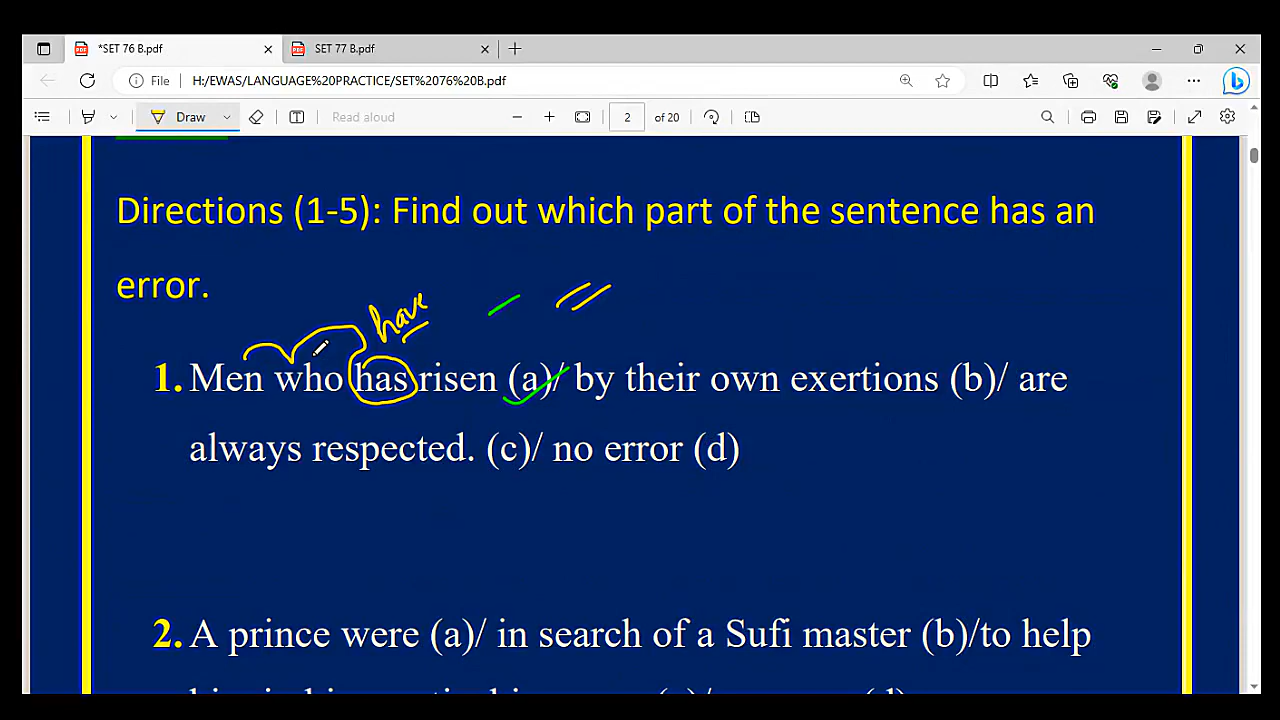 *SET 76 B.pdf
SET 77 B.pdf
File
H:/EWAS/LANGUAGE%20PRACTICE/SET%2076%20B.pdf
Draw
Read aloud
2
of 20
Directions (1-5): Find out which part of the sentence has an
error.
have
1. Men who has risen (a)/ by their own exertions (b)/ are
always respected. (c)/ no error (d)
2. A prince were (a)/ in search of a Sufi master (b)/to help